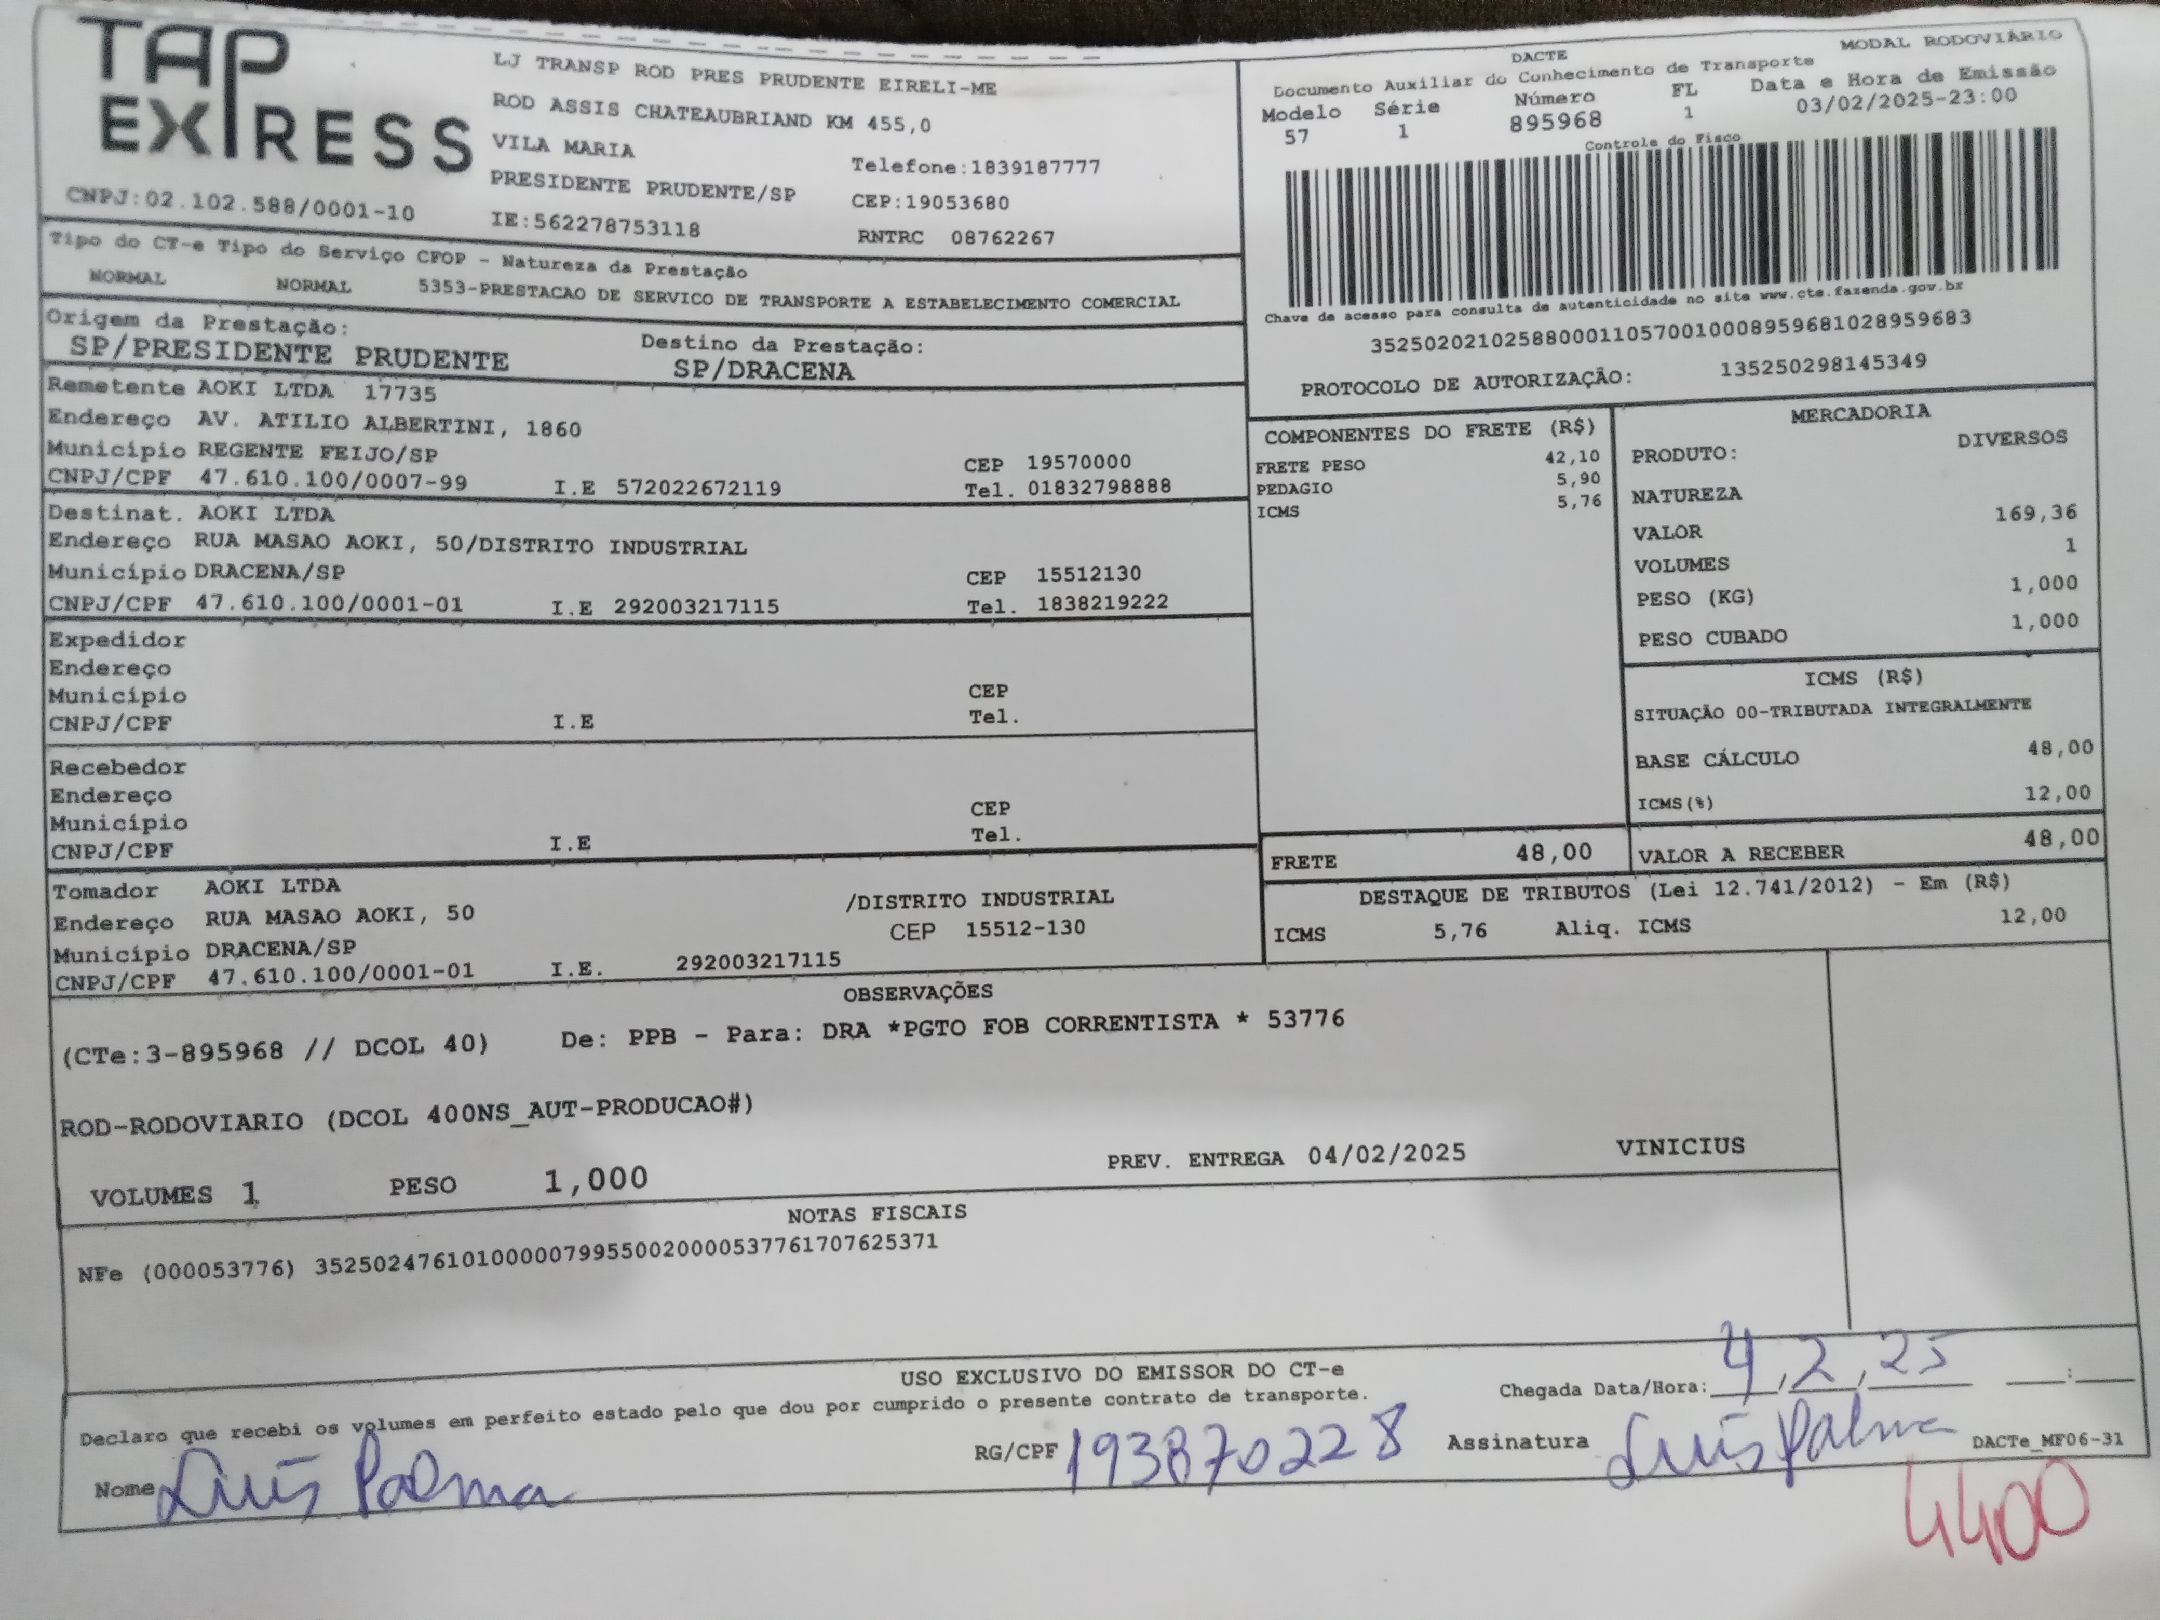 TAP
EXPRESS
CNPJ:02.102.588/0001-10
LJ TRANSP ROD PRES PRUDENTE EIRELI-ME
ROD ASSIS CHATEAUBRIAND KM 455,0
VILA MARIA
Telefone:1839187777
PRESIDENTE PRUDENTE/SP CEP:19053680
IE:562278753118 RNTRC 08762267
DACTE MODAL RODOVIÁRIO
Documento Auxiliar do Conhecimento de Transporte
Modelo Série Número FL Data e Hora de Emissão
57 1 895968 1 03/02/2025-23:00
Controle do Fisco
Chave de acesso para consulta de autenticidade no site www.cte.fazenda.gov.br
35250202102588000110570010008959681028959683
PROTOCOLO DE AUTORIZAÇÃO: 135250298145349
Tipo do CT-e Tipo do Serviço CFOP - Natureza da Prestação
NORMAL NORMAL 5353-PRESTACAO DE SERVICO DE TRANSPORTE A ESTABELECIMENTO COMERCIAL
Origem da Prestação: Destino da Prestação:
SP/PRESIDENTE PRUDENTE SP/DRACENA
Remetente AOKI LTDA 17735
Endereço AV. ATILIO ALBERTINI, 1860
Município REGENTE FEIJO/SP CEP 19570000
CNPJ/CPF 47.610.100/0007-99 I.E 572022672119 Tel. 01832798888
Destinat. AOKI LTDA
Endereço RUA MASAO AOKI, 50/DISTRITO INDUSTRIAL
Município DRACENA/SP CEP 15512130
CNPJ/CPF 47.610.100/0001-01 I.E 292003217115 Tel. 1838219222
Expedidor
Endereço
Município CEP
CNPJ/CPF I.E Tel.
Recebedor
Endereço
Município CEP
CNPJ/CPF I.E Tel.
Tomador AOKI LTDA
Endereço RUA MASAO AOKI, 50 /DISTRITO INDUSTRIAL
Município DRACENA/SP CEP 15512-130
CNPJ/CPF 47.610.100/0001-01 I.E. 292003217115
COMPONENTES DO FRETE (R$)
FRETE PESO 42,10
PEDAGIO 5,90
ICMS 5,76
FRETE 48,00
MERCADORIA
PRODUTO: DIVERSOS
NATUREZA
VALOR 169,36
VOLUMES 1
PESO (KG) 1,000
PESO CUBADO 1,000
ICMS (R$)
SITUAÇÃO 00-TRIBUTADA INTEGRALMENTE
BASE CÁLCULO 48,00
ICMS(%) 12,00
VALOR A RECEBER 48,00
DESTAQUE DE TRIBUTOS (Lei 12.741/2012) - Em (R$)
ICMS 5,76 Aliq. ICMS 12,00
OBSERVAÇÕES
(CTe:3-895968 // DCOL 40) De: PPB - Para: DRA *PGTO FOB CORRENTISTA * 53776
ROD-RODOVIARIO (DCOL 400NS_AUT-PRODUCAO#)
VOLUMES 1 PESO 1,000 PREV. ENTREGA 04/02/2025 VINICIUS
NOTAS FISCAIS
NFe (000053776) 35250247610100000799550020000537761707625371
USO EXCLUSIVO DO EMISSOR DO CT-e
Declaro que recebi os volumes em perfeito estado pelo que dou por cumprido o presente contrato de transporte.
Chegada Data/Hora: 4,2,25 :
Nome Luís Palma RG/CPF 193870228 Assinatura Luís Palma DACTe_MF06-31
4400